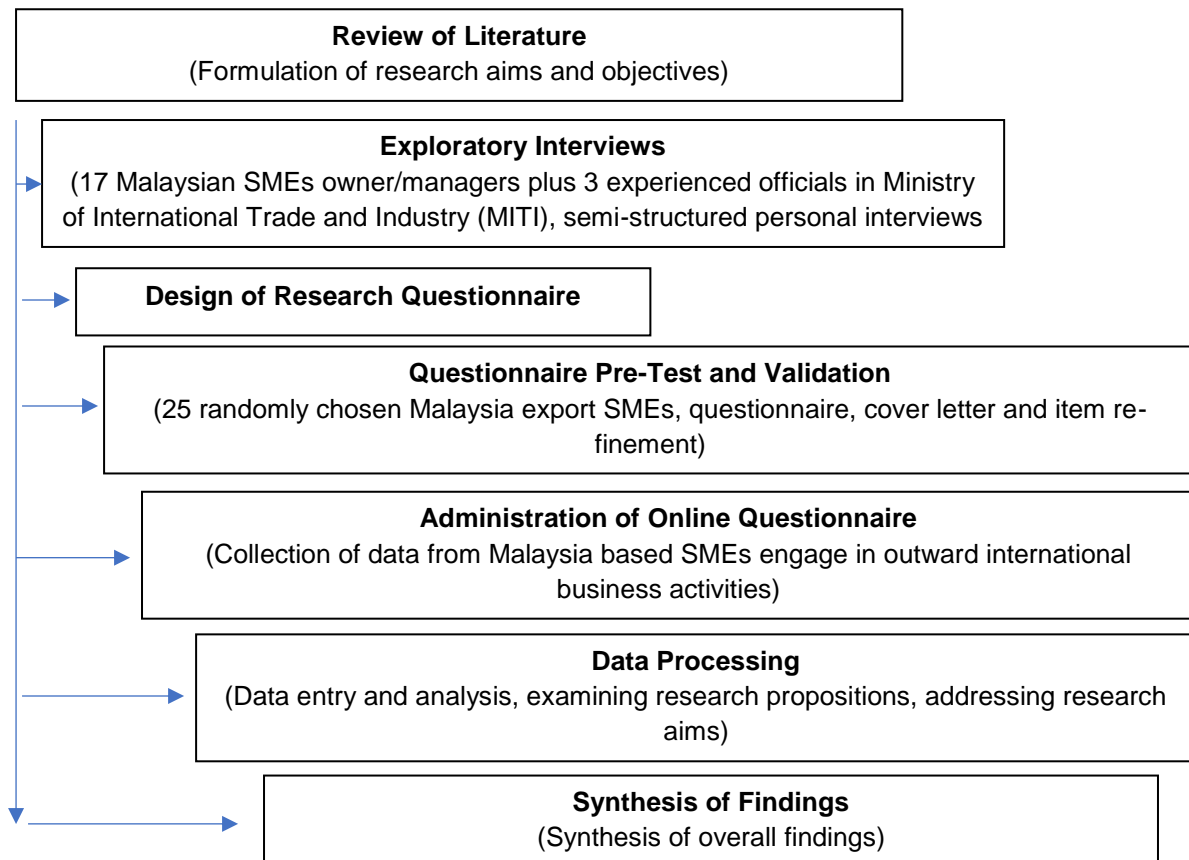 Review of Literature
(Formulation of research aims and objectives)
Exploratory Interviews
(17 Malaysian SMEs owner/managers plus 3 experienced officials in Ministry
of International Trade and Industry (MITI), semi-structured personal interviews
Design of Research Questionnaire
Questionnaire Pre-Test and Validation
(25 randomly chosen Malaysia export SMEs, questionnaire, cover letter and item re-
finement)
Administration of Online Questionnaire
(Collection of data from Malaysia based SMEs engage in outward international
business activities)
Data Processing
(Data entry and analysis, examining research propositions, addressing research
aims)
Synthesis of Findings
(Synthesis of overall findings)